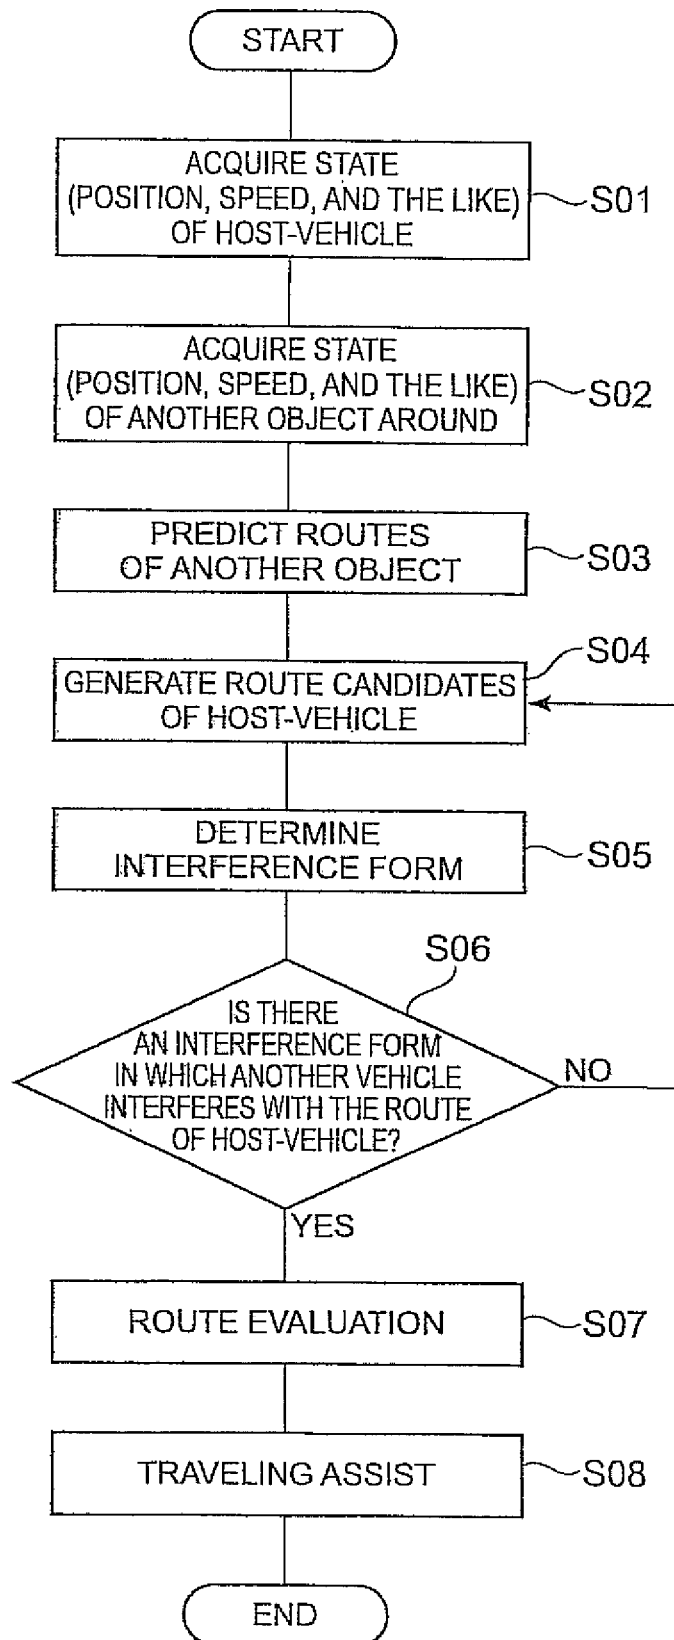 START
ACQUIRE STATE
(POSITION, SPEED, AND THE LIKE)
OF HOST-VEHICLE
S01
ACQUIRE STATE
(POSITION, SPEED, AND THE LIKE)
OF ANOTHER OBJECT AROUND
S02
PREDICT ROUTES
OF ANOTHER OBJECT
S03
S04
GENERATE ROUTE CANDIDATES
OF HOST-VEHICLE
DETERMINE
INTERFERENCE FORM
S05
S06
IS THERE
AN INTERFERENCE FORM
IN WHICH ANOTHER VEHICLE
INTERFERES WITH THE ROUTE
OF HOST-VEHICLE?
NO
YES
ROUTE EVALUATION
S07
TRAVELING ASSIST
S08
END